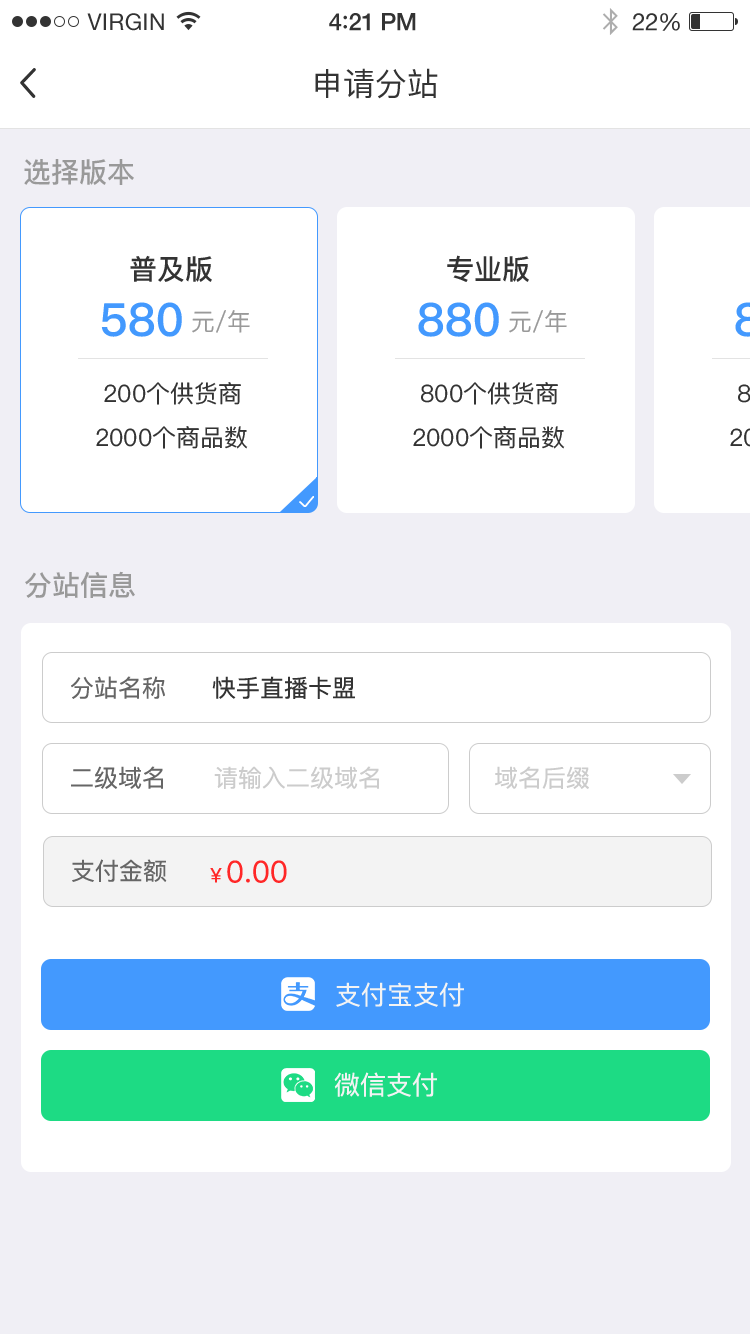 VIRGIN 4:21 PM 22%
申请分站
选择版本
普及版
580 元/年
200个供货商
2000个商品数
专业版
880 元/年
800个供货商
2000个商品数
分站信息
分站名称 快手直播卡盟
二级域名 请输入二级域名 域名后缀
支付金额 ¥0.00
支 支付宝支付
微信支付